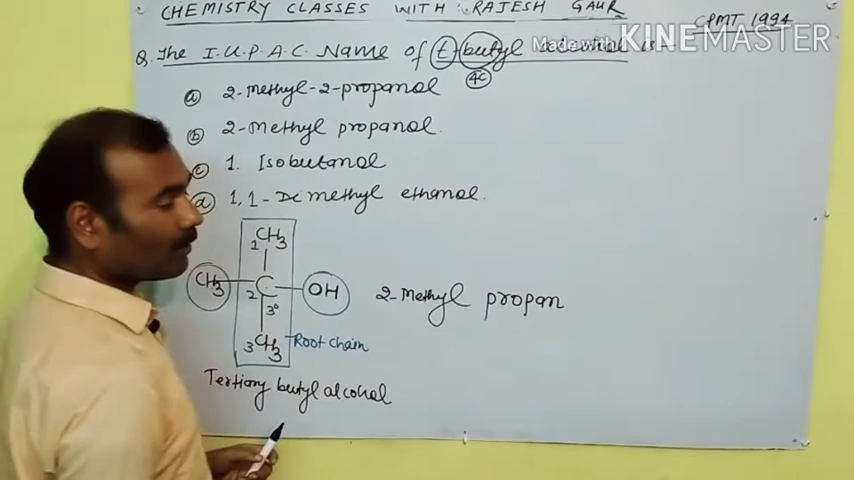 CHEMISTRY CLASSES WITH RAJESH GAUR
CPMT 1994
Made with KINEMASTER
Q. The I.U.P.A.C. Name of t-butyl alcohol is-
4C
a 2-methyl-2-propanol
b 2-methyl propanol.
c 1. Isobutanol
d 1,1-Dimethyl ethanol.
1 CH3
CH3 C OH
2
3°
2-methyl propan
3 CH3 Root chain
Tertiary butyl alcohol